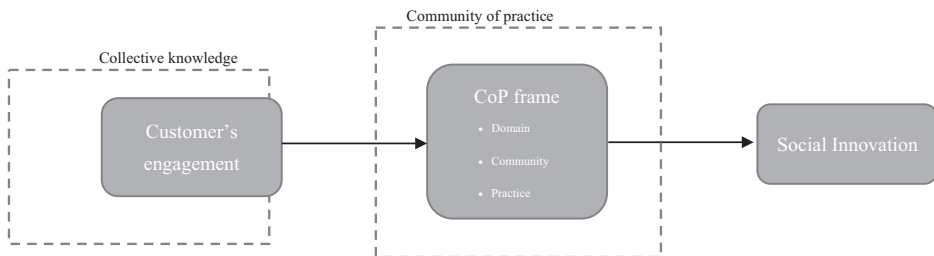 Community of practice
Collective knowledge
Customer's
engagement
CoP frame
• Domain
• Community
• Practice
Social Innovation